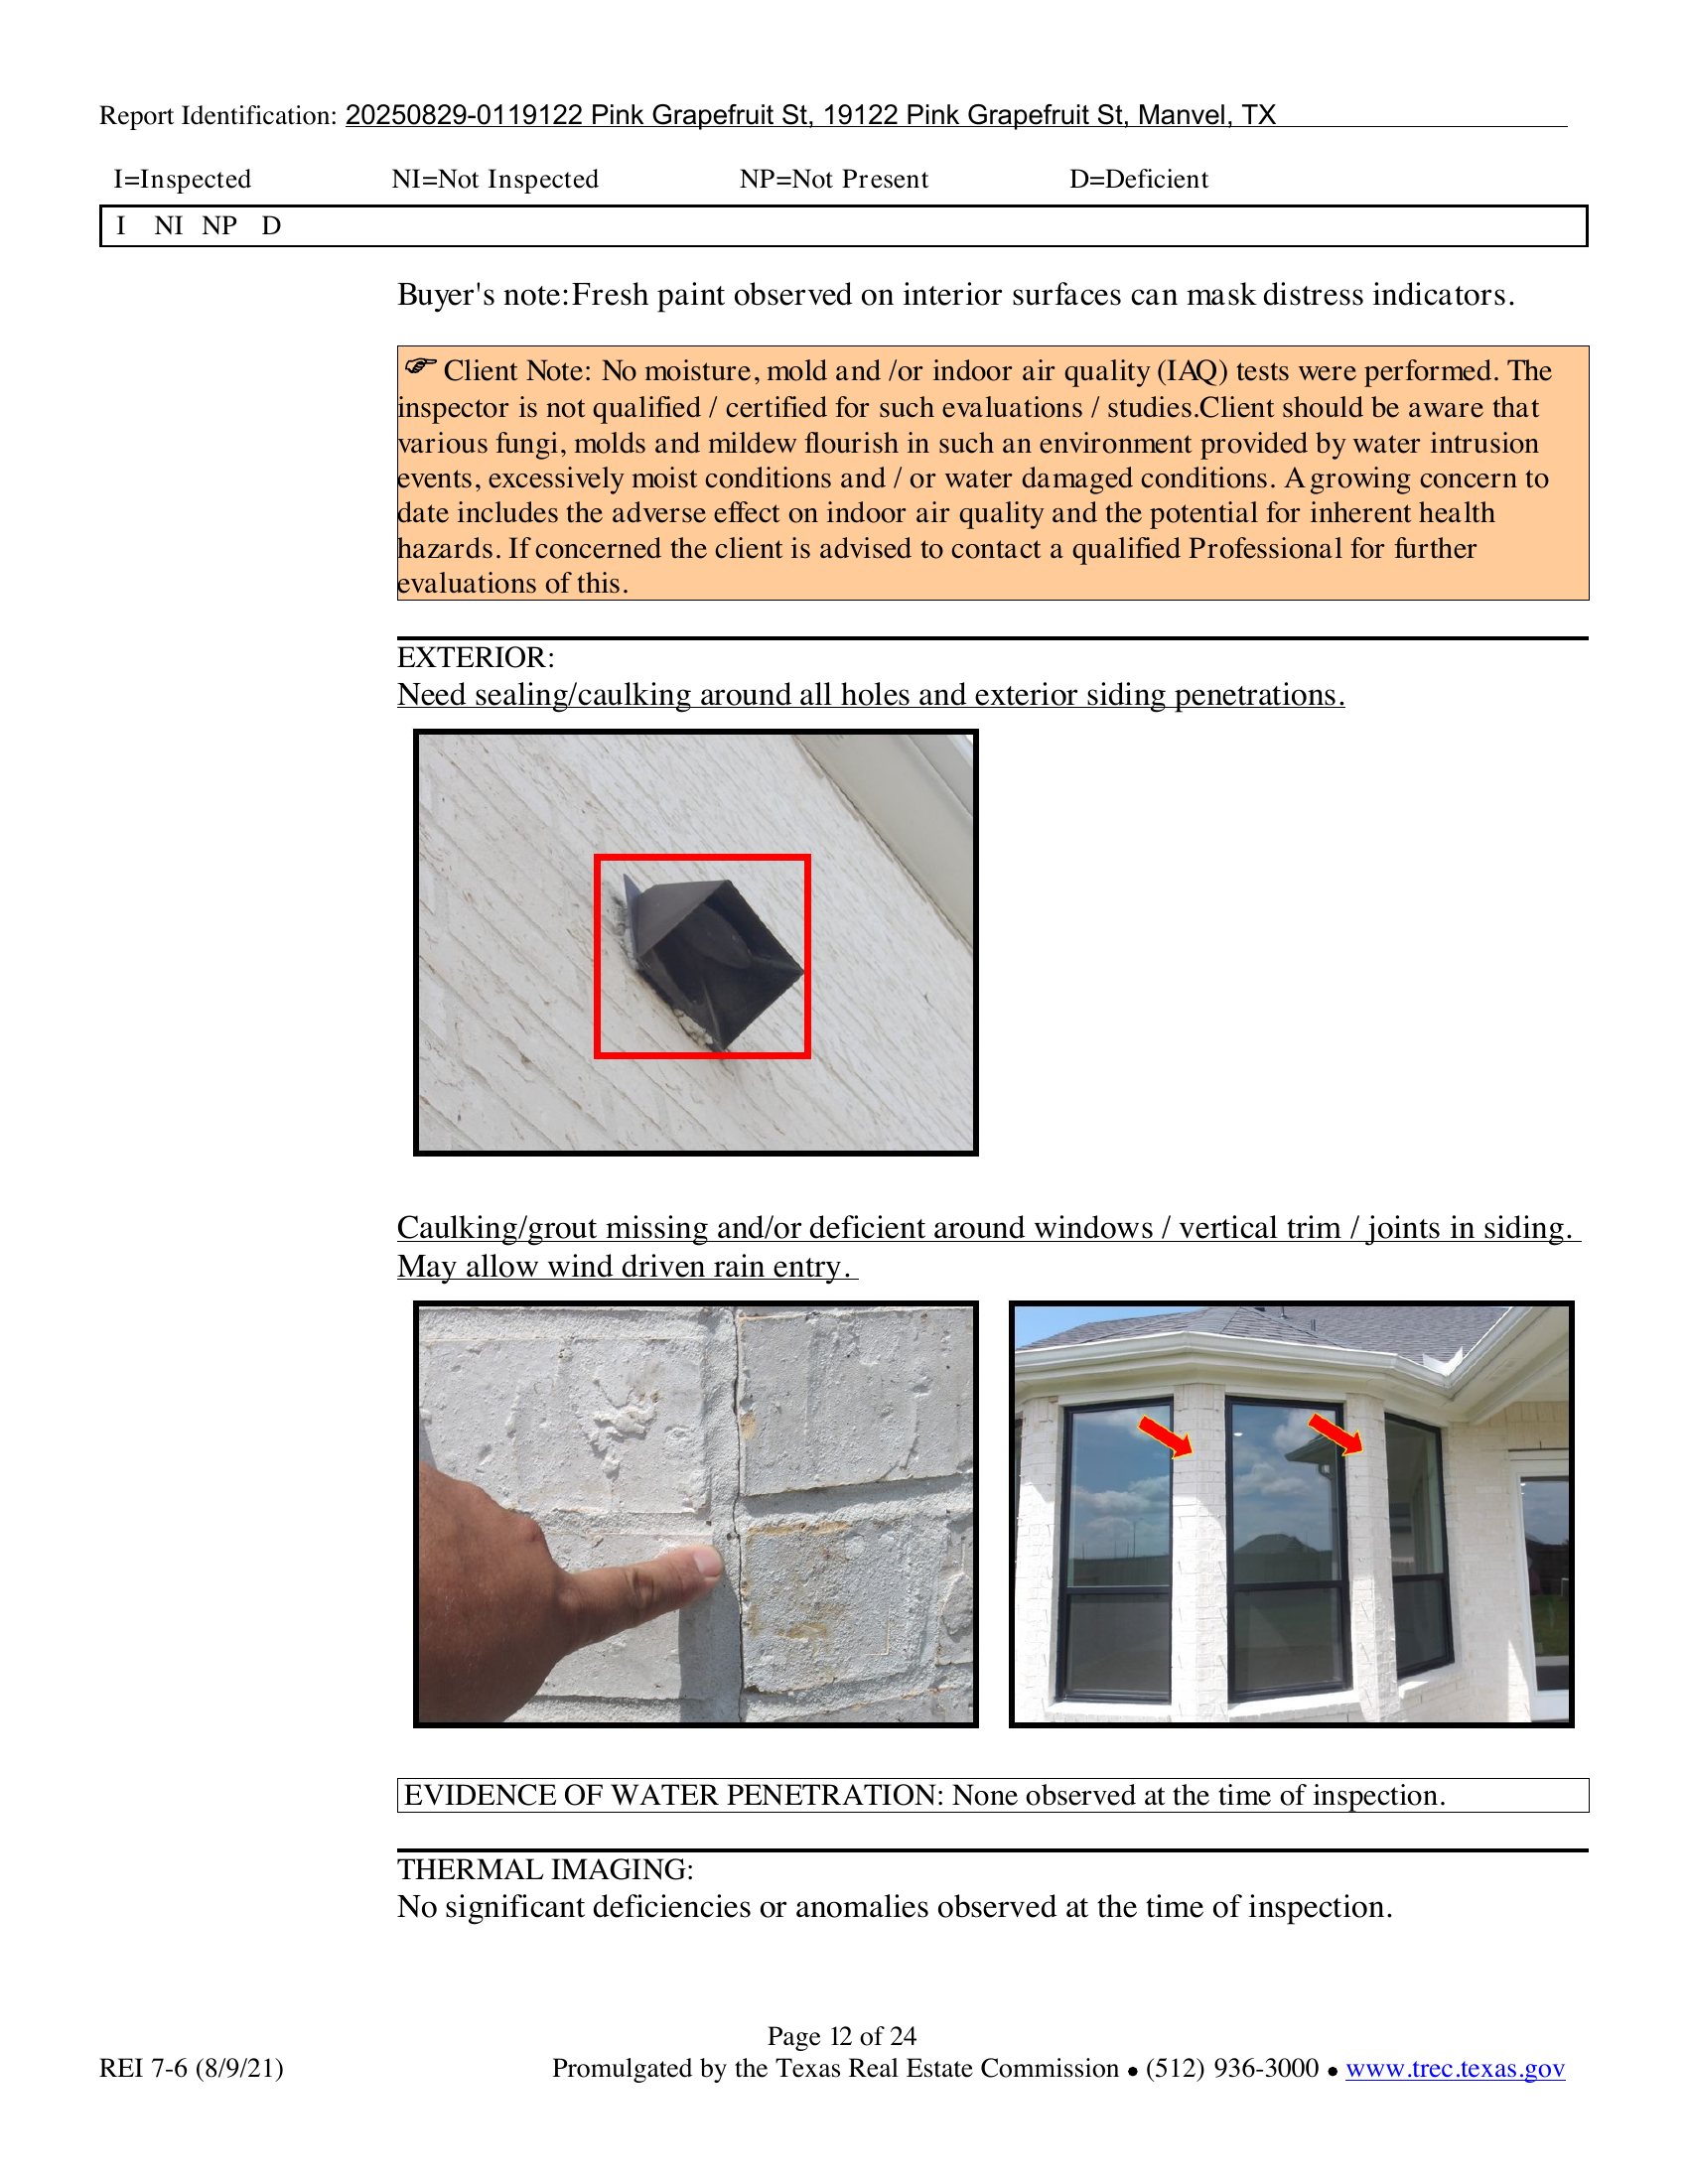 Report Identification: 20250829-0119122 Pink Grapefruit St, 19122 Pink Grapefruit St, Manvel, TX
I=Inspected NI=Not Inspected NP=Not Present D=Deficient
I NI NP D
Buyer's note:Fresh paint observed on interior surfaces can mask distress indicators.
☞ Client Note: No moisture, mold and /or indoor air quality (IAQ) tests were performed. The
inspector is not qualified / certified for such evaluations / studies.Client should be aware that
various fungi, molds and mildew flourish in such an environment provided by water intrusion
events, excessively moist conditions and / or water damaged conditions. A growing concern to
date includes the adverse effect on indoor air quality and the potential for inherent health
hazards. If concerned the client is advised to contact a qualified Professional for further
evaluations of this.
EXTERIOR:
Need sealing/caulking around all holes and exterior siding penetrations.
Caulking/grout missing and/or deficient around windows / vertical trim / joints in siding.
May allow wind driven rain entry.
EVIDENCE OF WATER PENETRATION: None observed at the time of inspection.
THERMAL IMAGING:
No significant deficiencies or anomalies observed at the time of inspection.
Page 12 of 24
REI 7-6 (8/9/21) Promulgated by the Texas Real Estate Commission • (512) 936-3000 • www.trec.texas.gov